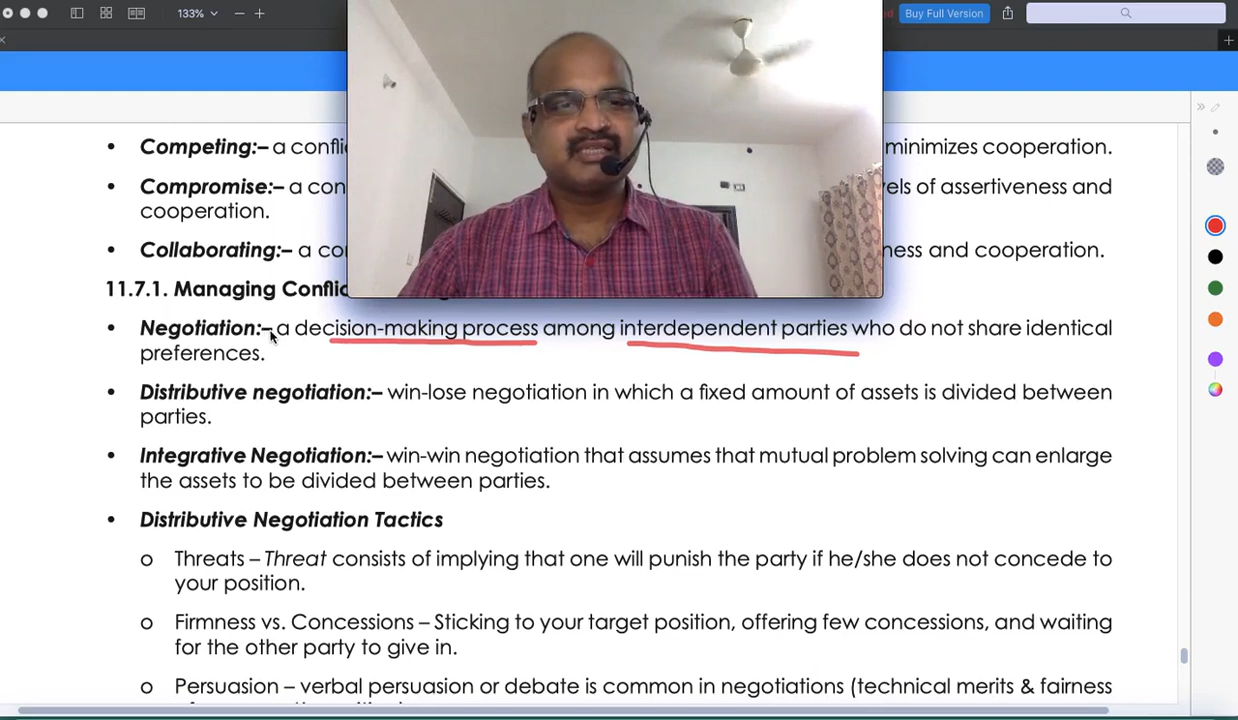 133%
Buy Full Version
• Competing:– a confli minimizes cooperation.
• Compromise:– a con els of assertiveness and
cooperation.
• Collaborating:– a co ness and cooperation.
11.7.1. Managing Confli
• Negotiation:– a decision-making process among interdependent parties who do not share identical
preferences.
• Distributive negotiation:– win-lose negotiation in which a fixed amount of assets is divided between
parties.
• Integrative Negotiation:– win-win negotiation that assumes that mutual problem solving can enlarge
the assets to be divided between parties.
• Distributive Negotiation Tactics
o Threats – Threat consists of implying that one will punish the party if he/she does not concede to
your position.
o Firmness vs. Concessions – Sticking to your target position, offering few concessions, and waiting
for the other party to give in.
o Persuasion – verbal persuasion or debate is common in negotiations (technical merits & fairness